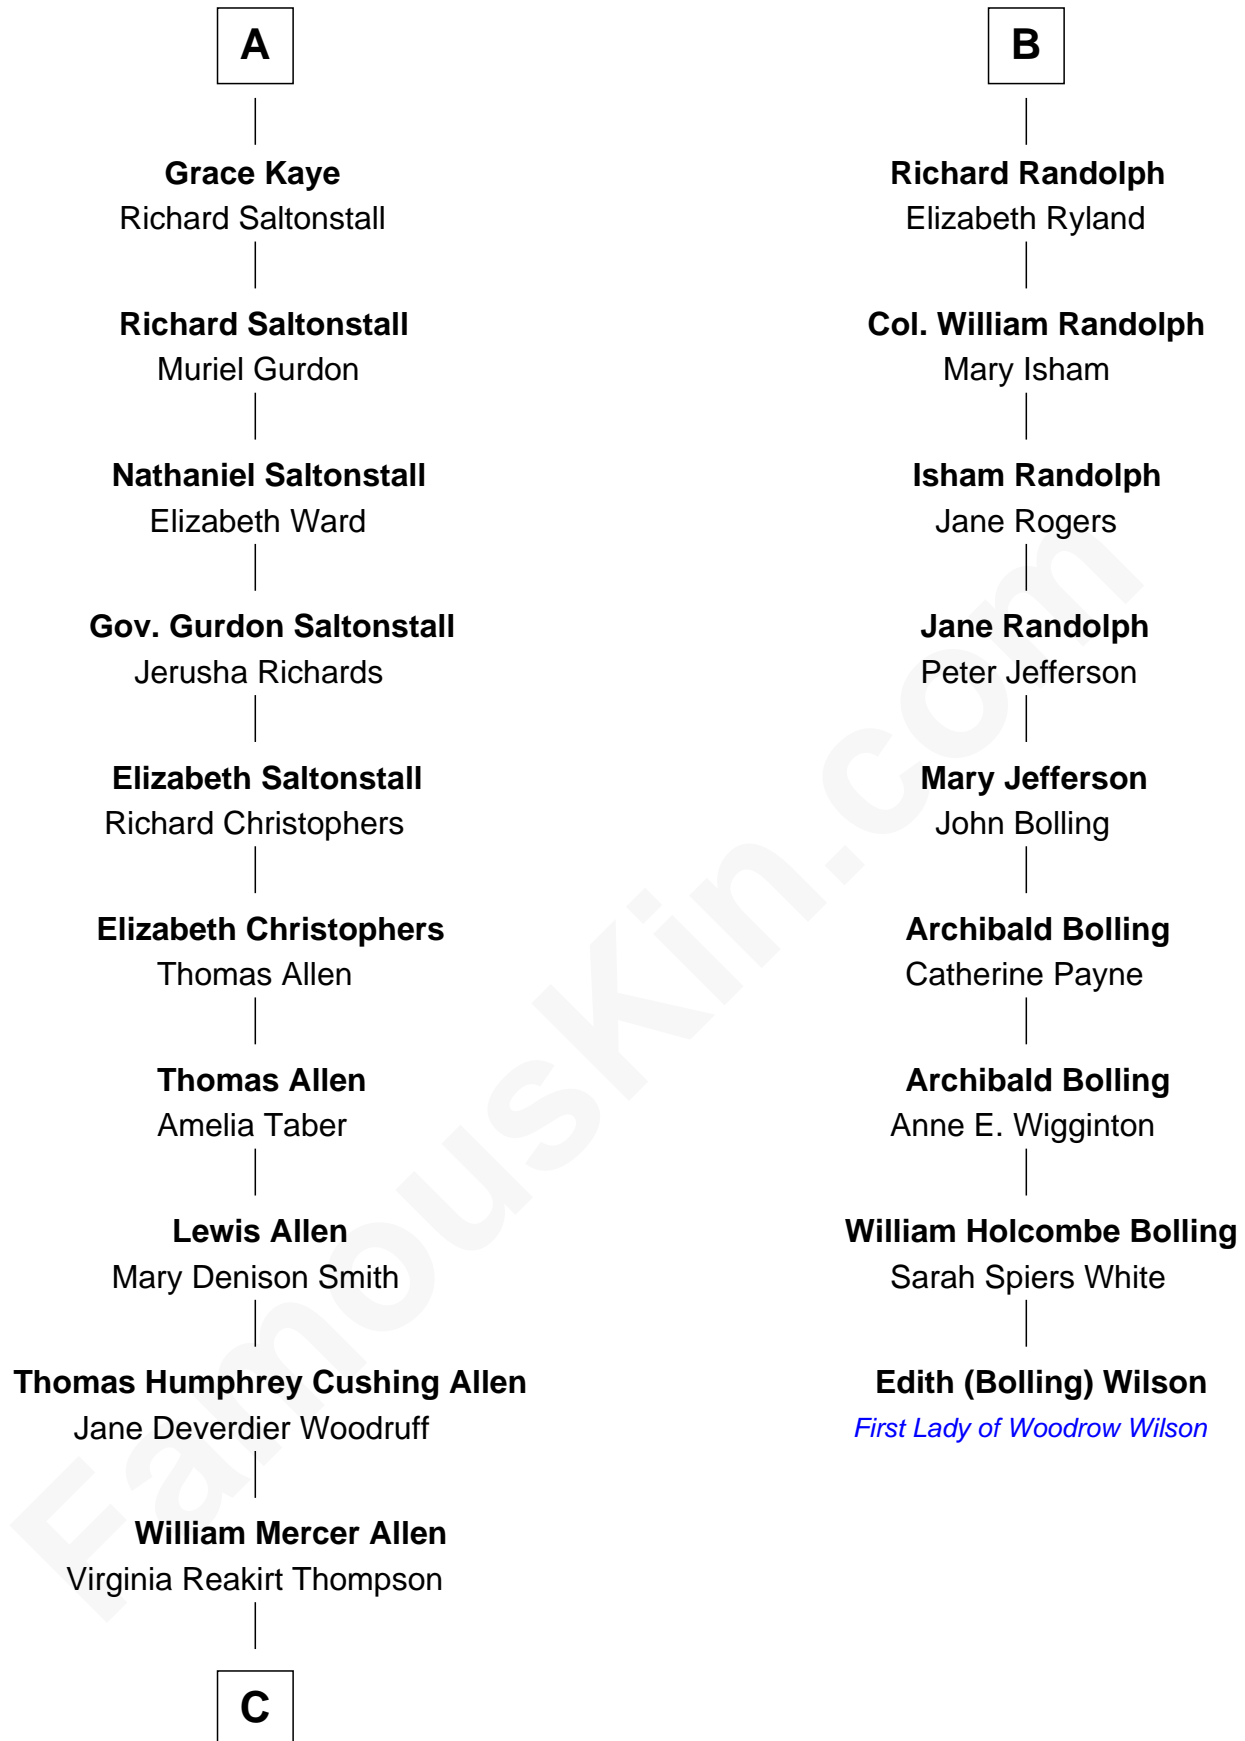 A
Grace Kaye
Richard Saltonstall
Richard Saltonstall
Muriel Gurdon
Nathaniel Saltonstall
Elizabeth Ward
Gov. Gurdon Saltonstall
Jerusha Richards
Elizabeth Saltonstall
Richard Christophers
Elizabeth Christophers
Thomas Allen
Thomas Allen
Amelia Taber
Lewis Allen
Mary Denison Smith
Thomas Humphrey Cushing Allen
Jane Deverdier Woodruff
William Mercer Allen
Virginia Reakirt Thompson
C
B
Richard Randolph
Elizabeth Ryland
Col. William Randolph
Mary Isham
Isham Randolph
Jane Rogers
Jane Randolph
Peter Jefferson
Mary Jefferson
John Bolling
Archibald Bolling
Catherine Payne
Archibald Bolling
Anne E. Wigginton
William Holcombe Bolling
Sarah Spiers White
Edith (Bolling) Wilson
First Lady of Woodrow Wilson
FamousKin.com